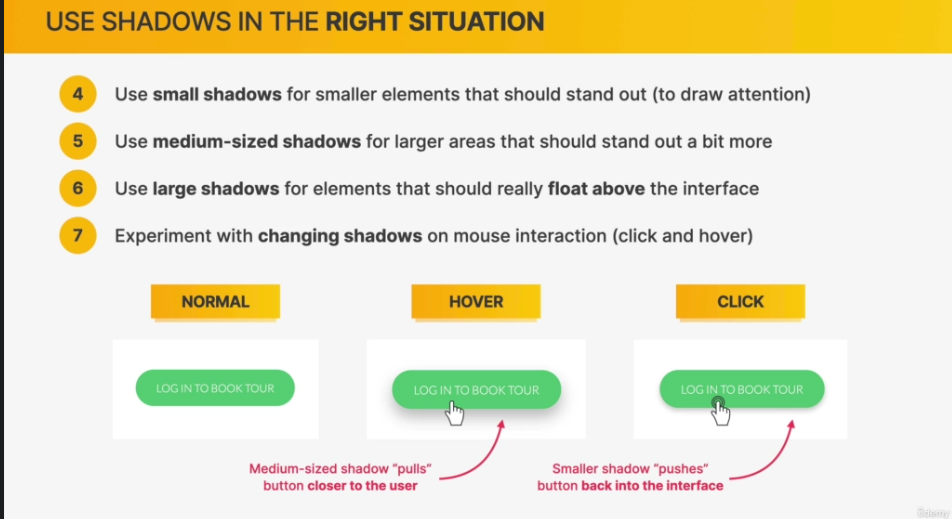 USE SHADOWS IN THE RIGHT SITUATION
4 Use small shadows for smaller elements that should stand out (to draw attention)
5 Use medium-sized shadows for larger areas that should stand out a bit more
6 Use large shadows for elements that should really float above the interface
7 Experiment with changing shadows on mouse interaction (click and hover)
NORMAL
HOVER
CLICK
LOG IN TO BOOK TOUR
LOG IN TO BOOK TOUR
LOG IN TO BOOK TOUR
Medium-sized shadow “pulls”
button closer to the user
Smaller shadow “pushes”
button back into the interface
Udemy